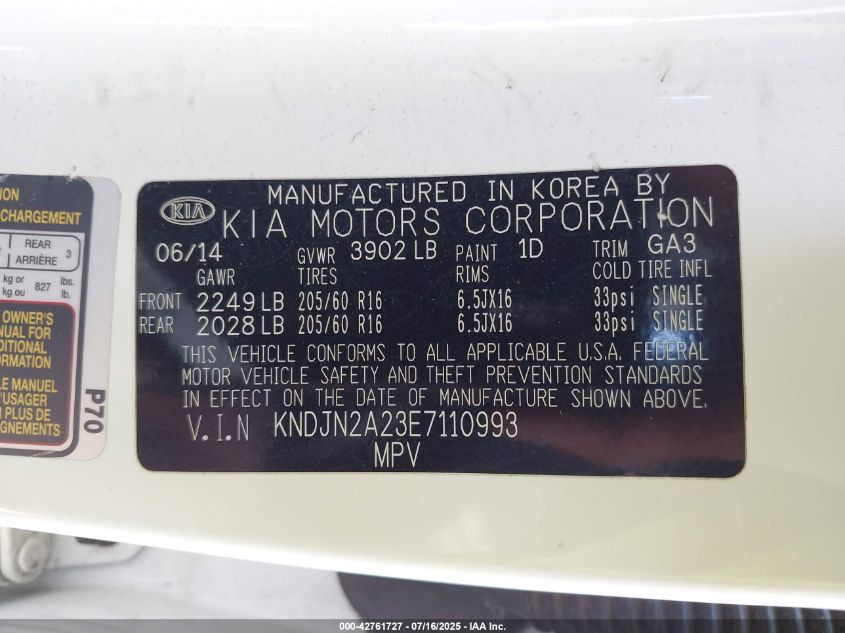 ION
CHARGEMENT
REAR 3
ARRIÈRE
kg or 827 lbs.
kg ou lb.
OWNER'S
ANUAL FOR
DITIONAL
ORMATION
LE MANUEL
'USAGER
R PLUS DE
IGNEMENTS
P70
KIA
MANUFACTURED IN KOREA BY
KIA MOTORS CORPORATION
06/14 GVWR 3902 LB PAINT 1D TRIM GA3
GAWR TIRES RIMS COLD TIRE INFL
FRONT 2249 LB 205/60 R16 6.5JX16 33psi SINGLE
REAR 2028 LB 205/60 R16 6.5JX16 33psi SINGLE
THIS VEHICLE CONFORMS TO ALL APPLICABLE U.S.A. FEDERAL
MOTOR VEHICLE SAFETY AND THEFT PREVENTION STANDARDS
IN EFFECT ON THE DATE OF MANUFACTURE SHOWN ABOVE.
V.I.N KNDJN2A23E7110993
MPV
000-42761727 - 07/16/2025 - IAA Inc.